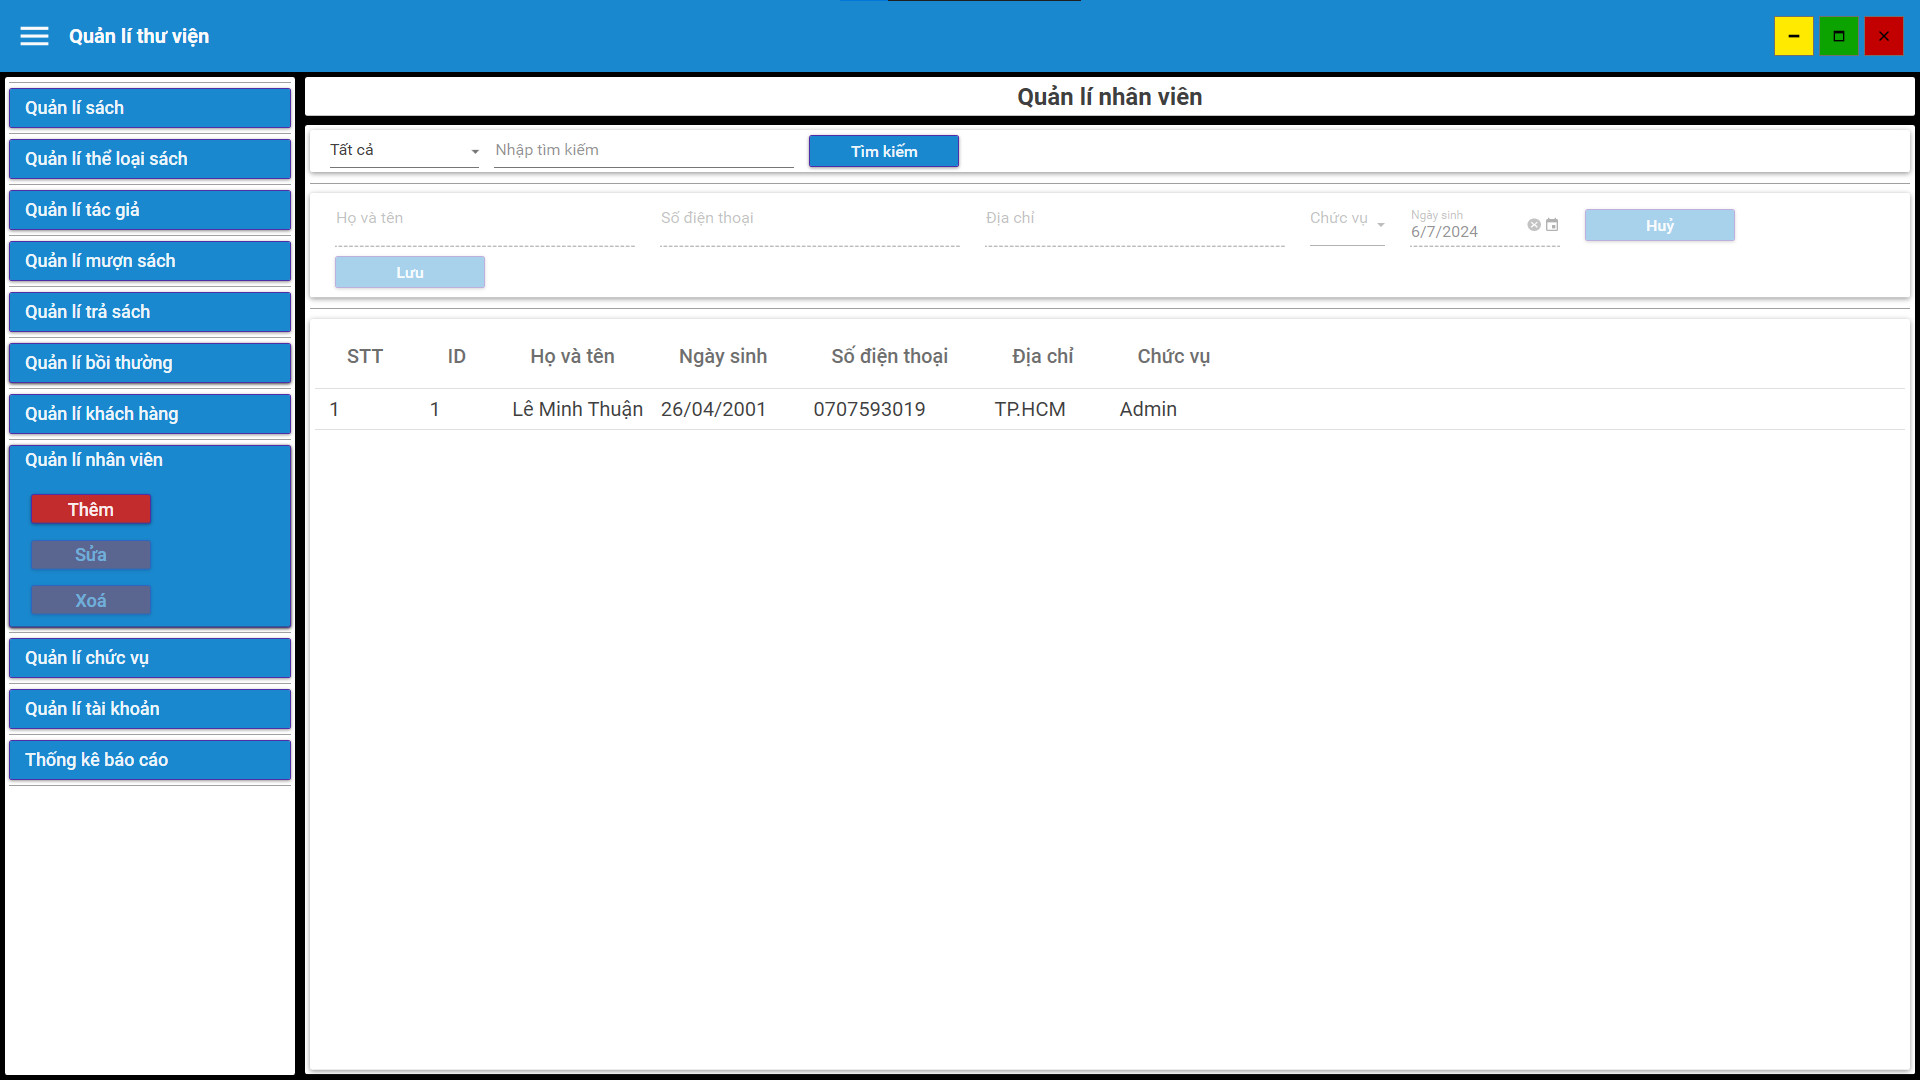 Quản lí thư viện
Quản lí sách
Quản lí thể loại sách
Quản lí tác giả
Quản lí mượn sách
Quản lí trả sách
Quản lí bồi thường
Quản lí khách hàng
Quản lí nhân viên
Thêm
Sửa
Xoá
Quản lí chức vụ
Quản lí tài khoản
Thống kê báo cáo
Quản lí nhân viên
Tất cả Nhập tìm kiếm Tìm kiếm
Họ và tên Số điện thoại Địa chỉ Chức vụ Ngày sinh 6/7/2024 Huỷ
Lưu
STT ID Họ và tên Ngày sinh Số điện thoại Địa chỉ Chức vụ
1 1 Lê Minh Thuận 26/04/2001 0707593019 TP.HCM Admin